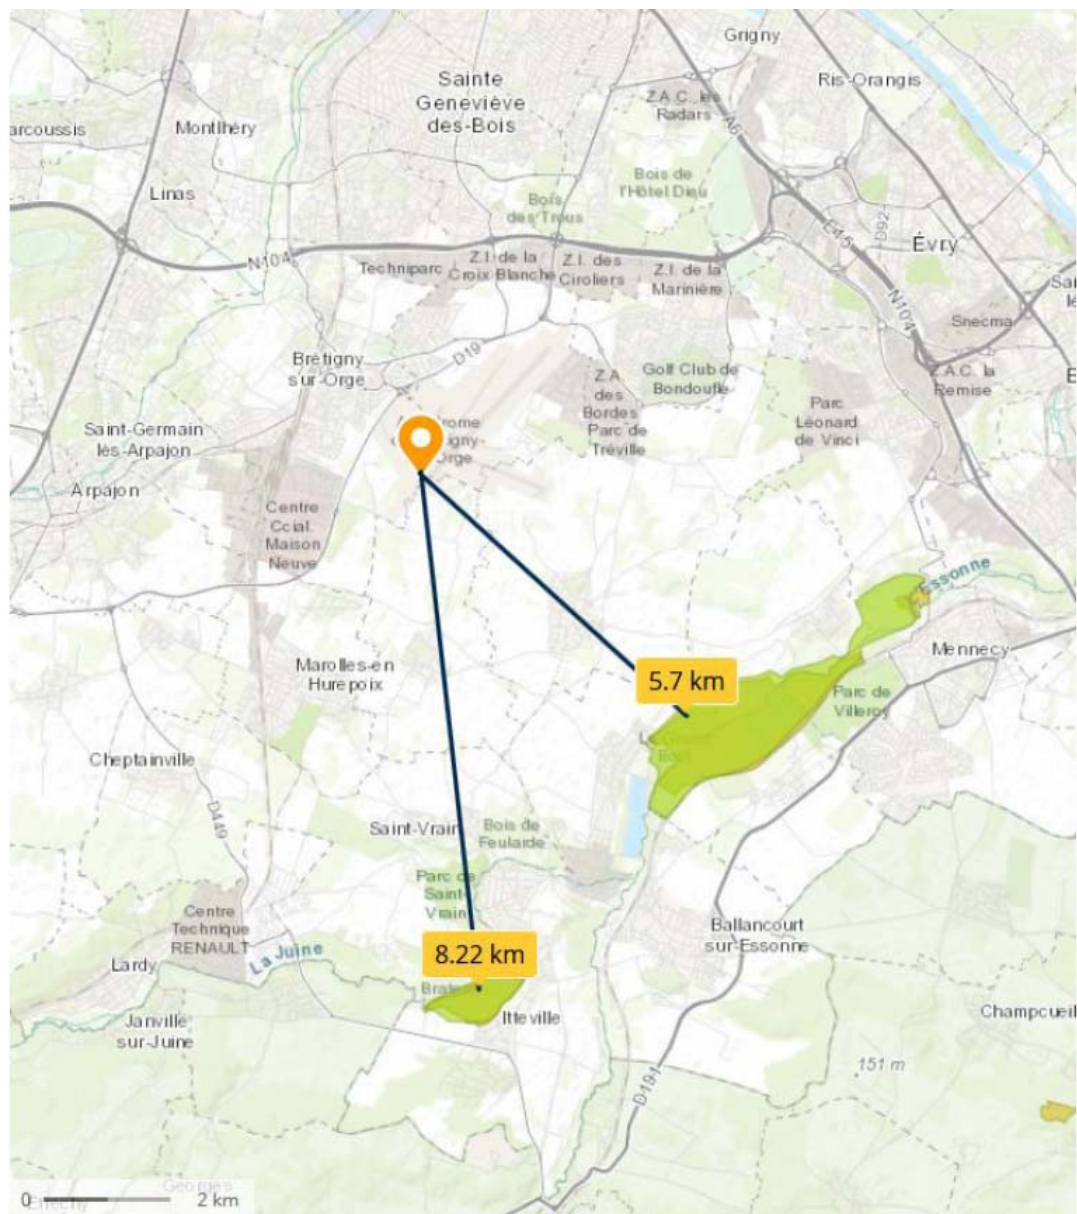 Grigny
Sainte
Geneviève
des-Bois
Ris-Orangis
Z.A.C. les
Radars
A6
arcoussis
Montlhéry
Linas
Bois de
l'Hôtel Dieu
Bois
des Trous
E45
D92
Évry
N104
Techniparc
Z.I. de la
Croix Blanche
Z.I. des
Ciroliers
Z.I. de la
Marinière
N104
Snecma
Brétigny
sur-Orge
D19
Z.A
des
Bordes
Parc de
Tréville
Golf Club de
Bondoufle
Z.A.C. la
Remise
Parc
Léonard
de Vinci
Saint-Germain
lès-Arpajon
Arpajon
Centre
Ccial.
Maison
Neuve
Essonne
Mennecy
Marolles-en
Hurepoix
5.7 km
Parc de
Villeroy
Cheptainville
D449
Saint-Vrain
Bois de
Feularde
Parc de
Saint
Vrain
Centre
Technique
RENAULT
La Juine
Lardy
8.22 km
Ballancourt
sur-Essonne
Itteville
Janville
sur-Juine
Champcueil
151 m
D191
0
2 km